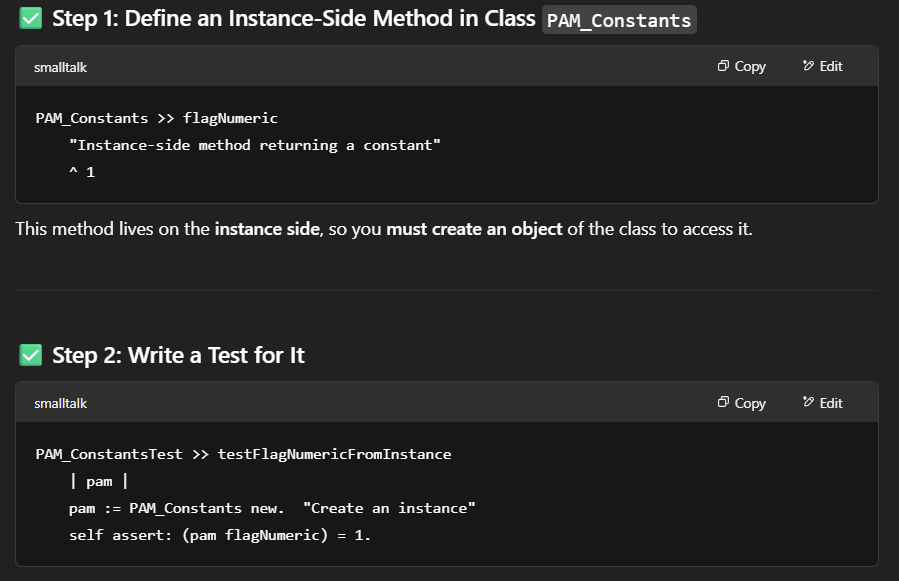 ✅ Step 1: Define an Instance-Side Method in Class PAM_Constants
smalltalk Copy Edit
PAM_Constants >> flagNumeric
"Instance-side method returning a constant"
^ 1
This method lives on the instance side, so you must create an object of the class to access it.
✅ Step 2: Write a Test for It
smalltalk Copy Edit
PAM_ConstantsTest >> testFlagNumericFromInstance
| pam |
pam := PAM_Constants new.  "Create an instance"
self assert: (pam flagNumeric) = 1.